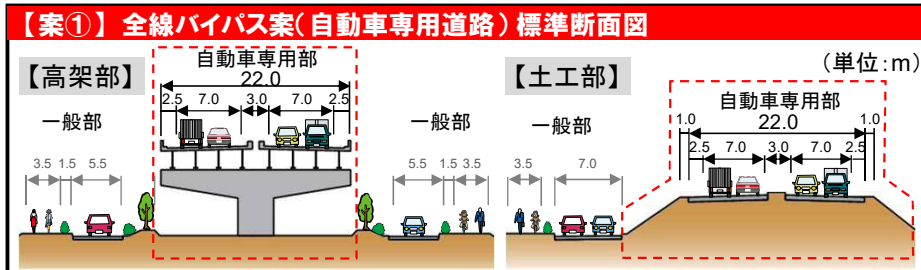 【案①】全線バイパス案(自動車専用道路)標準断面図
【高架部】
自動車専用部
22.0
2.5 7.0 3.0 7.0 2.5
一般部
3.5 1.5 5.5
一般部
5.5 1.5 3.5
(単位:m)
【土工部】
自動車専用部
1.0 22.0 1.0
2.5 7.0 3.0 7.0 2.5
一般部
3.5 7.0